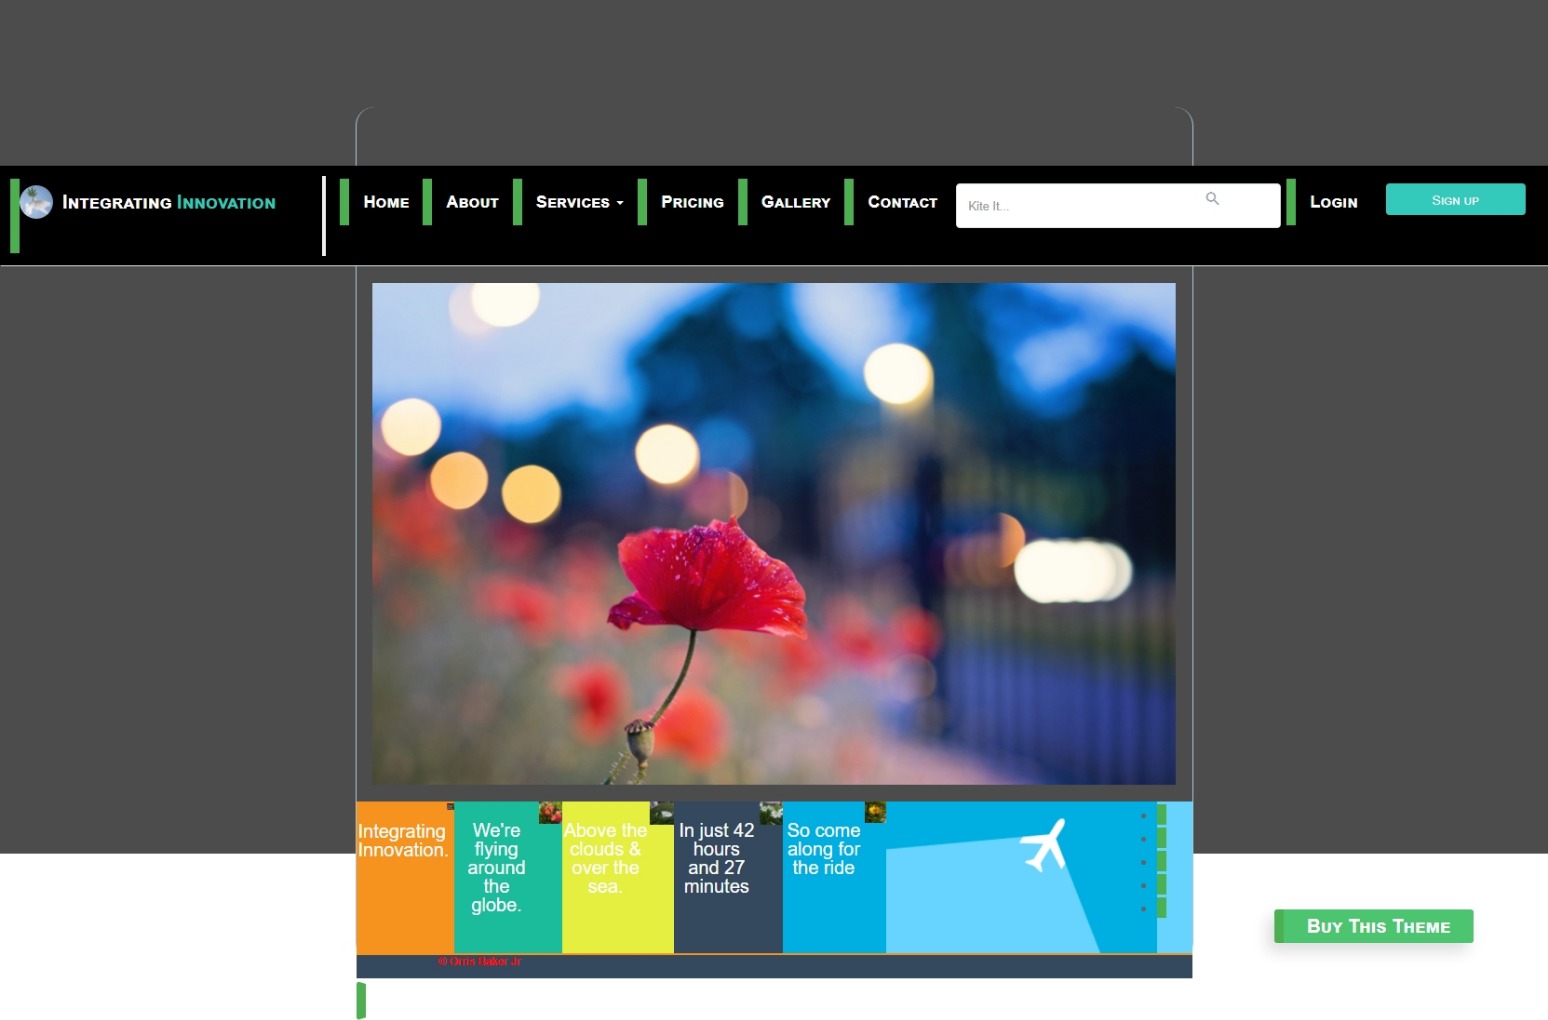 Integrating Innovation
Home
About
Services
Pricing
Gallery
Contact
Kite It...
Login
Sign up
Integrating
Innovation.
We're
flying
around
the
globe.
Above the
clouds &
over the
sea.
In just 42
hours
and 27
minutes
So come
along for
the ride
Buy This Theme
© Orris Baker Jr